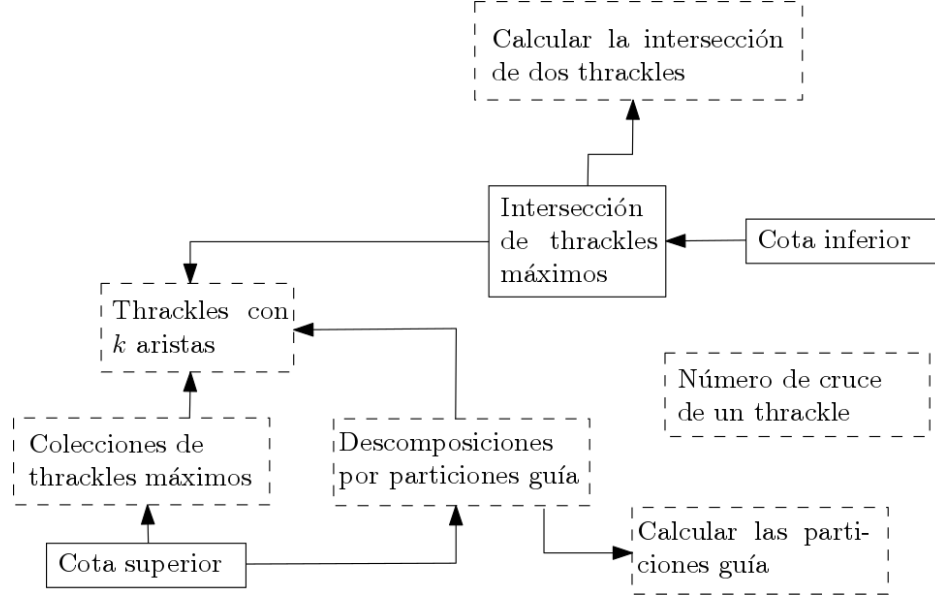 Calcular la intersección
de dos thrackles
Intersección
de thrackles
máximos
Cota inferior
Thrackles con
k aristas
Número de cruce
de un thrackle
Colecciones de
thrackles máximos
Descomposiciones
por particiones guía
Calcular las parti-
ciones guía
Cota superior